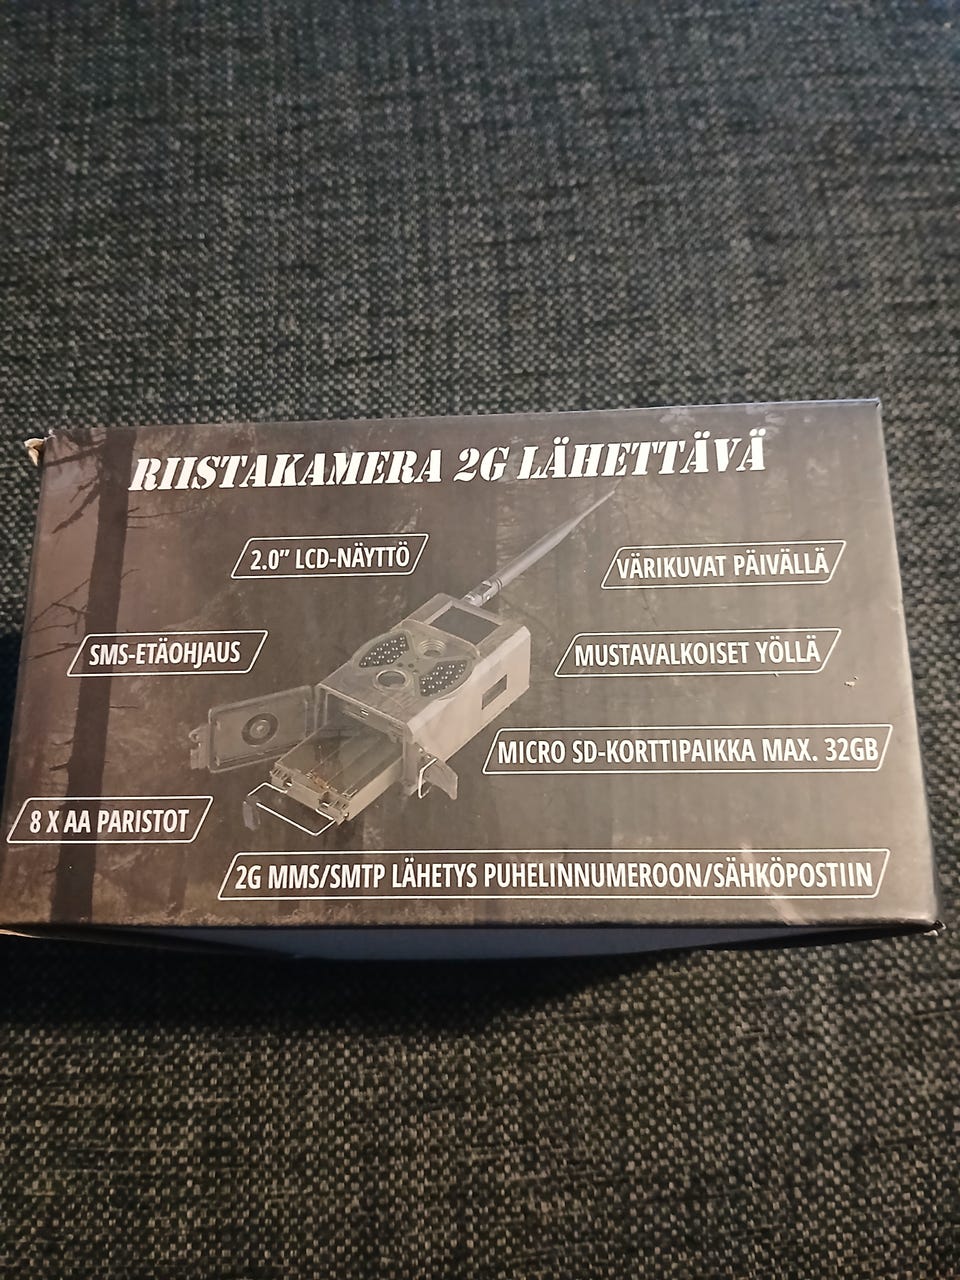 RIISTAKAMERA 2G LÄHETTÄVÄ
2.0” LCD-NÄYTTÖ
VÄRIKUVAT PÄIVÄLLÄ
SMS-ETÄOHJAUS
MUSTAVALKOISET YÖLLÄ
MICRO SD-KORTTIPAIKKA MAX. 32GB
8 X AA PARISTOT
2G MMS/SMTP LÄHETYS PUHELINNUMEROON/SÄHKÖPOSTIIN